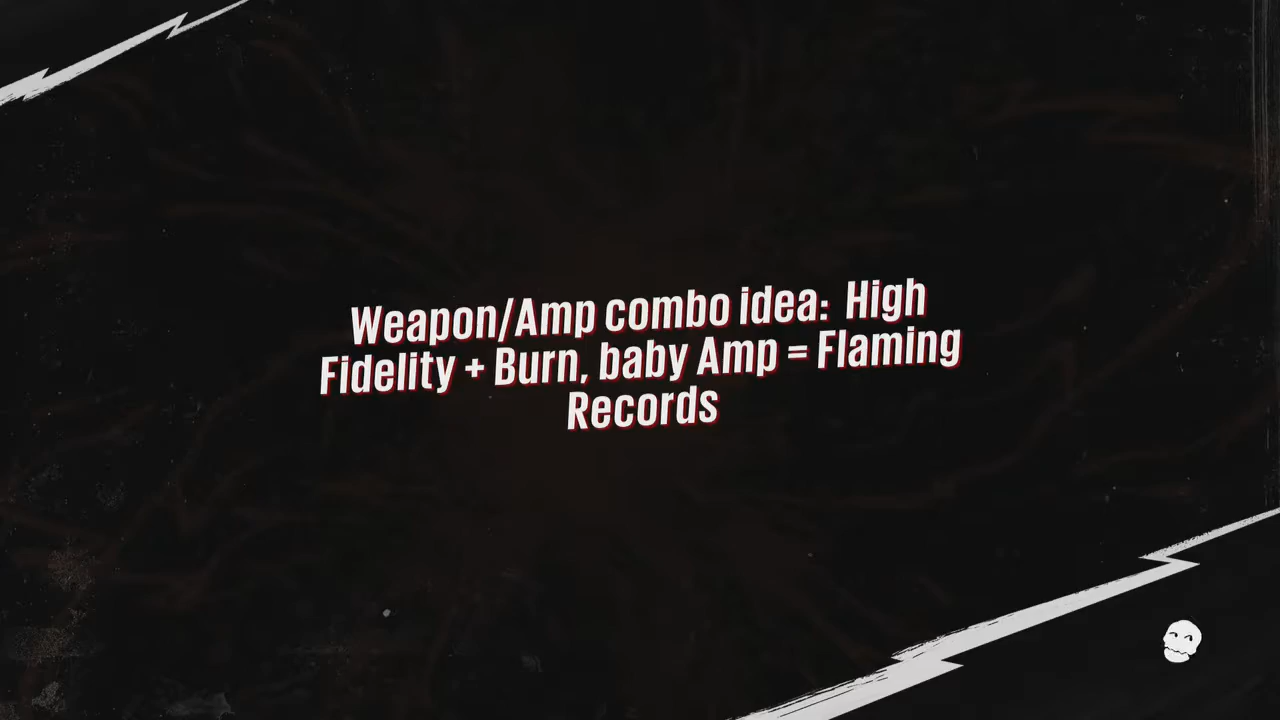 Weapon/Amp combo idea:  High
Fidelity + Burn, baby Amp = Flaming
Records